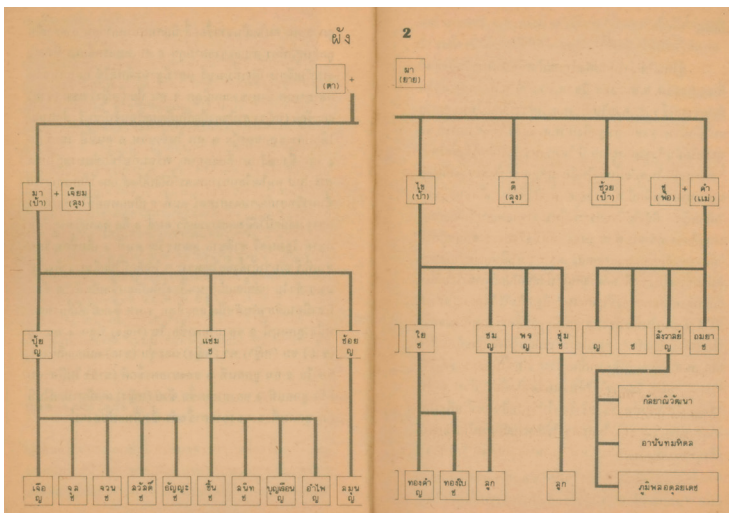 ผัง 2
(ตา) +
ผา
(ยาย)
มา
(ป้า)
+
เจียม
(ลุง)
ไข
(ป้า)
ดี
(ลุง)
ช้วย
(ป้า)
ชู
(พ่อ)
+
คำ
(แม่)
ปุ้ย
ญ
แช่ม
ช
ช้อย
ญ
ใย
ช
ชม
ญ
พร
ญ
ชุ่ม
ช
ญ
ช
สังวาลย์
ญ
ถมยา
ช
กัลยาณิวัฒนา
อานันทมหิดล
ภูมิพลอดุลยเดช
เจือ
ญ
จุล
ช
จวน
ช
สวัสดิ์
ช
ธัญญะ
ช
ชื้น
ช
สนิท
ช
บุญเลื่อน
ญ
อำไพ
ญ
ลมุน
ญ
ทองคำ
ญ
ทองใบ
ช
ลูก
ลูก